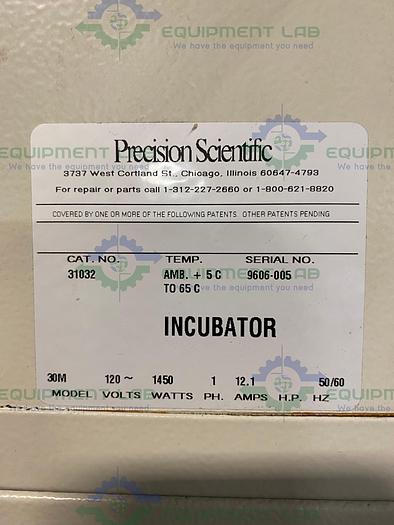 EQUIPMENT LAB
We have the equipment you need
Precision Scientific
3737 West Cortland St., Chicago, Illinois 60647-4793
For repair or parts call 1-312-227-2660 or 1-800-621-8820
COVERED BY ONE OR MORE OF THE FOLLOWING PATENTS. OTHER PATENTS PENDING
CAT. NO. TEMP. SERIAL NO.
31032 AMB. + 5 C 9606-005
TO 65 C
INCUBATOR
30M 120~ 1450 1 12.1 50/60
MODEL VOLTS WATTS PH. AMPS H.P. HZ